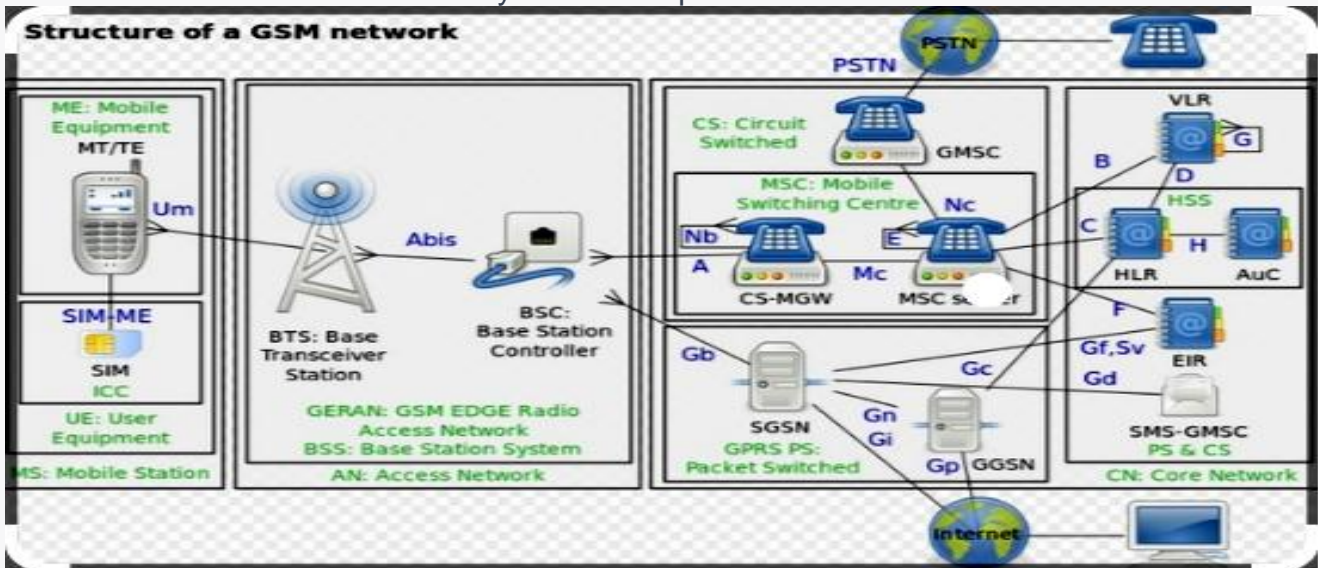 Structure of a GSM network
PSTN
PSTN
ME: Mobile
Equipment
MT/TE
Um
SIM-ME
SIM
ICC
UE: User
Equipment
MS: Mobile Station
Abis
BTS: Base
Transceiver
Station
BSC:
Base Station
Controller
GERAN: GSM EDGE Radio
Access Network
BSS: Base Station System
AN: Access Network
CS: Circuit
Switched
GMSC
MSC: Mobile
Switching Centre
Nc
Nb
E
A
Mc
CS-MGW
MSC
Gb
SGSN
GPRS PS:
Packet Switched
Gn
Gi
Gp
GGSN
Gc
VLR
G
B
D
HSS
C
H
HLR
AuC
F
Gf,Sv
EIR
Gd
SMS-GMSC
PS & CS
CN: Core Network
Internet